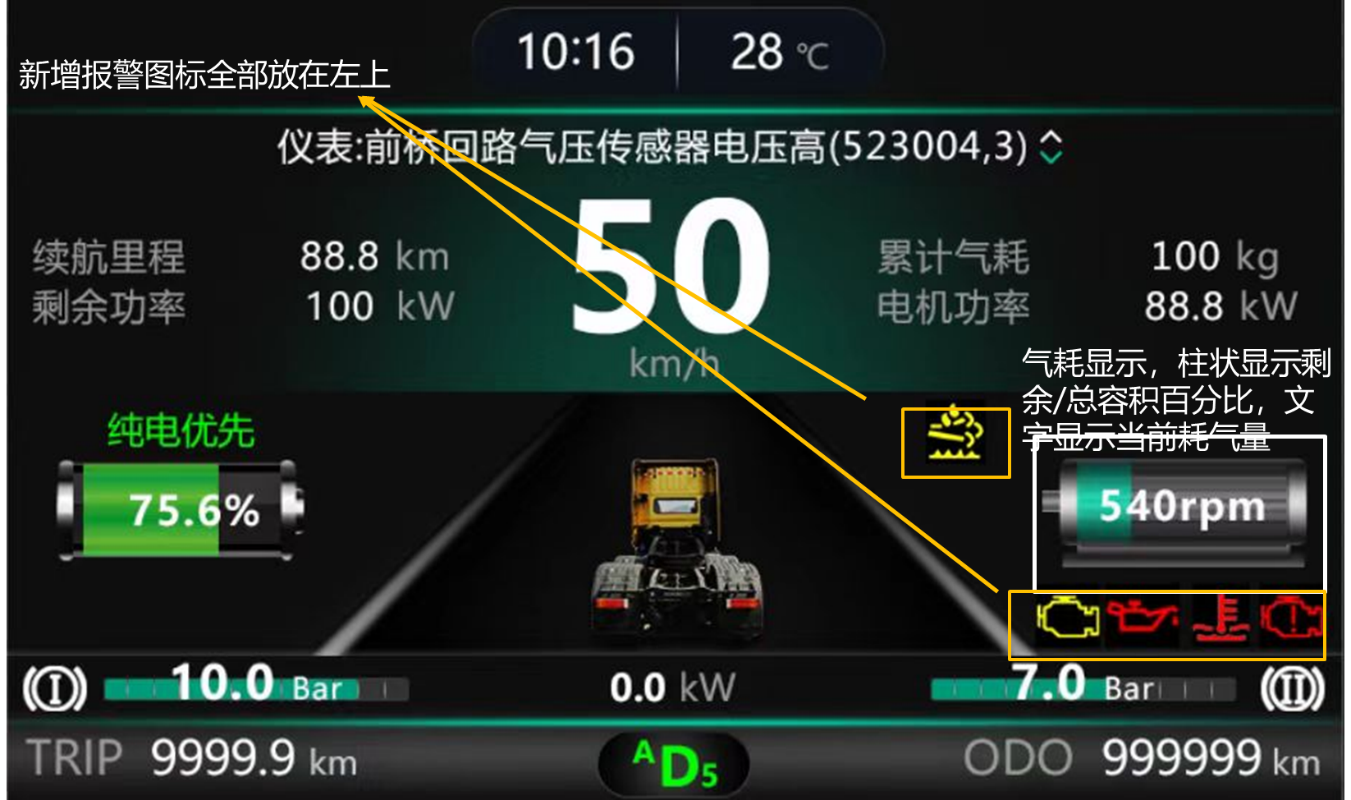 10:16 28 ℃
新增报警图标全部放在左上
仪表:前桥回路气压传感器电压高(523004,3)
50
km/h
续航里程 88.8 km
剩余功率 100 kW
累计气耗 100 kg
电机功率 88.8 kW
气耗显示，柱状显示剩
余/总容积百分比，文
字显示当前耗气量
纯电优先
75.6%
540rpm
(I) 10.0 Bar
0.0 kW
7.0 Bar (II)
TRIP 9999.9 km
A D5
ODO 999999 km